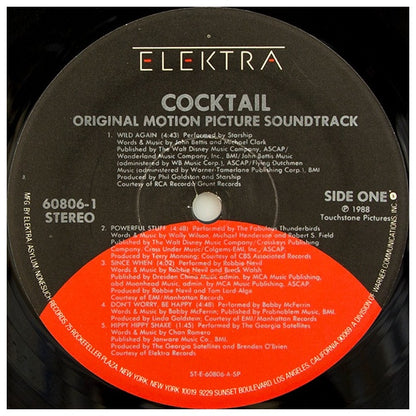 ELEKTRA
COCKTAIL
ORIGINAL MOTION PICTURE SOUNDTRACK
1. WILD AGAIN (4:43) Performed by Starship
Words & Music by John Bettis and Michael Clark
Published by The Walt Disney Music Company, ASCAP/
Wonderland Music Company, Inc., BMI/ John Bettis Music
(administered by WB Music Corp.), ASCAP/Flying Dutchmen
(administered by Warner-Tamerlane Publishing Corp.), BMI
Produced by Phil Galdston and Starship
Courtesy of RCA Records/Grunt Records
60806-1
STEREO
SIDE ONE
℗ 1988
Touchstone Pictures
2. POWERFUL STUFF (4:48) Performed by The Fabulous Thunderbirds
Words & Music by Wally Wilson, Michael Henderson and Robert S. Field
Published by The Walt Disney Music Company/ Crosskeys Publishing
Company, Cross Under Music/ Colgems-EMI, Inc., ASCAP
Produced by Terry Manning; Courtesy of CBS Associated Records
3. SINCE WHEN (4:02) Performed by Robbie Nevil
Words & Music by Robbie Nevil and Brock Walsh
Published by Dresden China Music admin. by MCA Music Publishing,
and Moonhead Music, admin. by MCA Music Publishing, ASCAP
Produced by Robbie Nevil and Tom Lord Alge
Courtesy of EMI/ Manhattan Records
4. DON'T WORRY, BE HAPPY (4:48) Performed by Bobby McFerrin
Words & Music by Bobby McFerrin; Published by Probnoblem Music, BMI
Produced by Linda Goldstein; Courtesy of EMI/Manhattan Records
5. HIPPY HIPPY SHAKE (1:45) Performed by The Georgia Satellites
Words & Music by Chan Romero
Published by Jonware Music Co., BMI
Produced by The Georgia Satellites and Brendan O'Brien
Courtesy of Elektra Records
ST-E-60806-A-SP
MFG. BY ELEKTRA/ASYLUM/NONESUCH RECORDS 75 ROCKEFELLER PLAZA, NEW YORK, NEW YORK 10019 9229 SUNSET BOULEVARD, LOS ANGELES, CALIFORNIA 90069 A DIVISION OF WARNER COMMUNICATIONS INC.